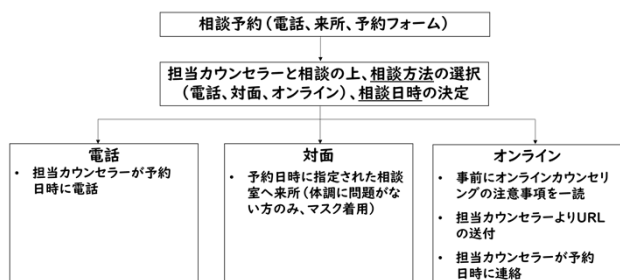 相談予約(電話、来所、予約フォーム)
担当カウンセラーと相談の上、相談方法の選択
(電話、対面、オンライン)、相談日時の決定
電話
• 担当カウンセラーが予約
日時に電話
対面
• 予約日時に指定された相談
室へ来所(体調に問題がな
い方のみ、マスク着用)
オンライン
• 事前にオンラインカウンセリ
ングの注意事項を一読
• 担当カウンセラーよりURL
の送付
• 担当カウンセラーが予約
日時に連絡